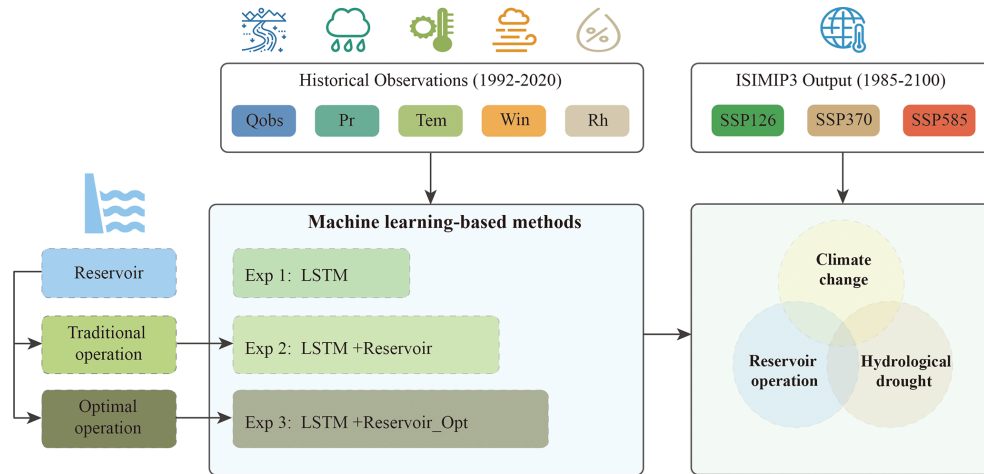 %
Historical Observations (1992-2020)
Qobs Pr Tem Win Rh
ISIMIP3 Output (1985-2100)
SSP126 SSP370 SSP585
Reservoir
Traditional
operation
Optimal
operation
Machine learning-based methods
Exp 1: LSTM
Exp 2: LSTM +Reservoir
Exp 3: LSTM +Reservoir_Opt
Climate
change
Reservoir
operation
Hydrological
drought